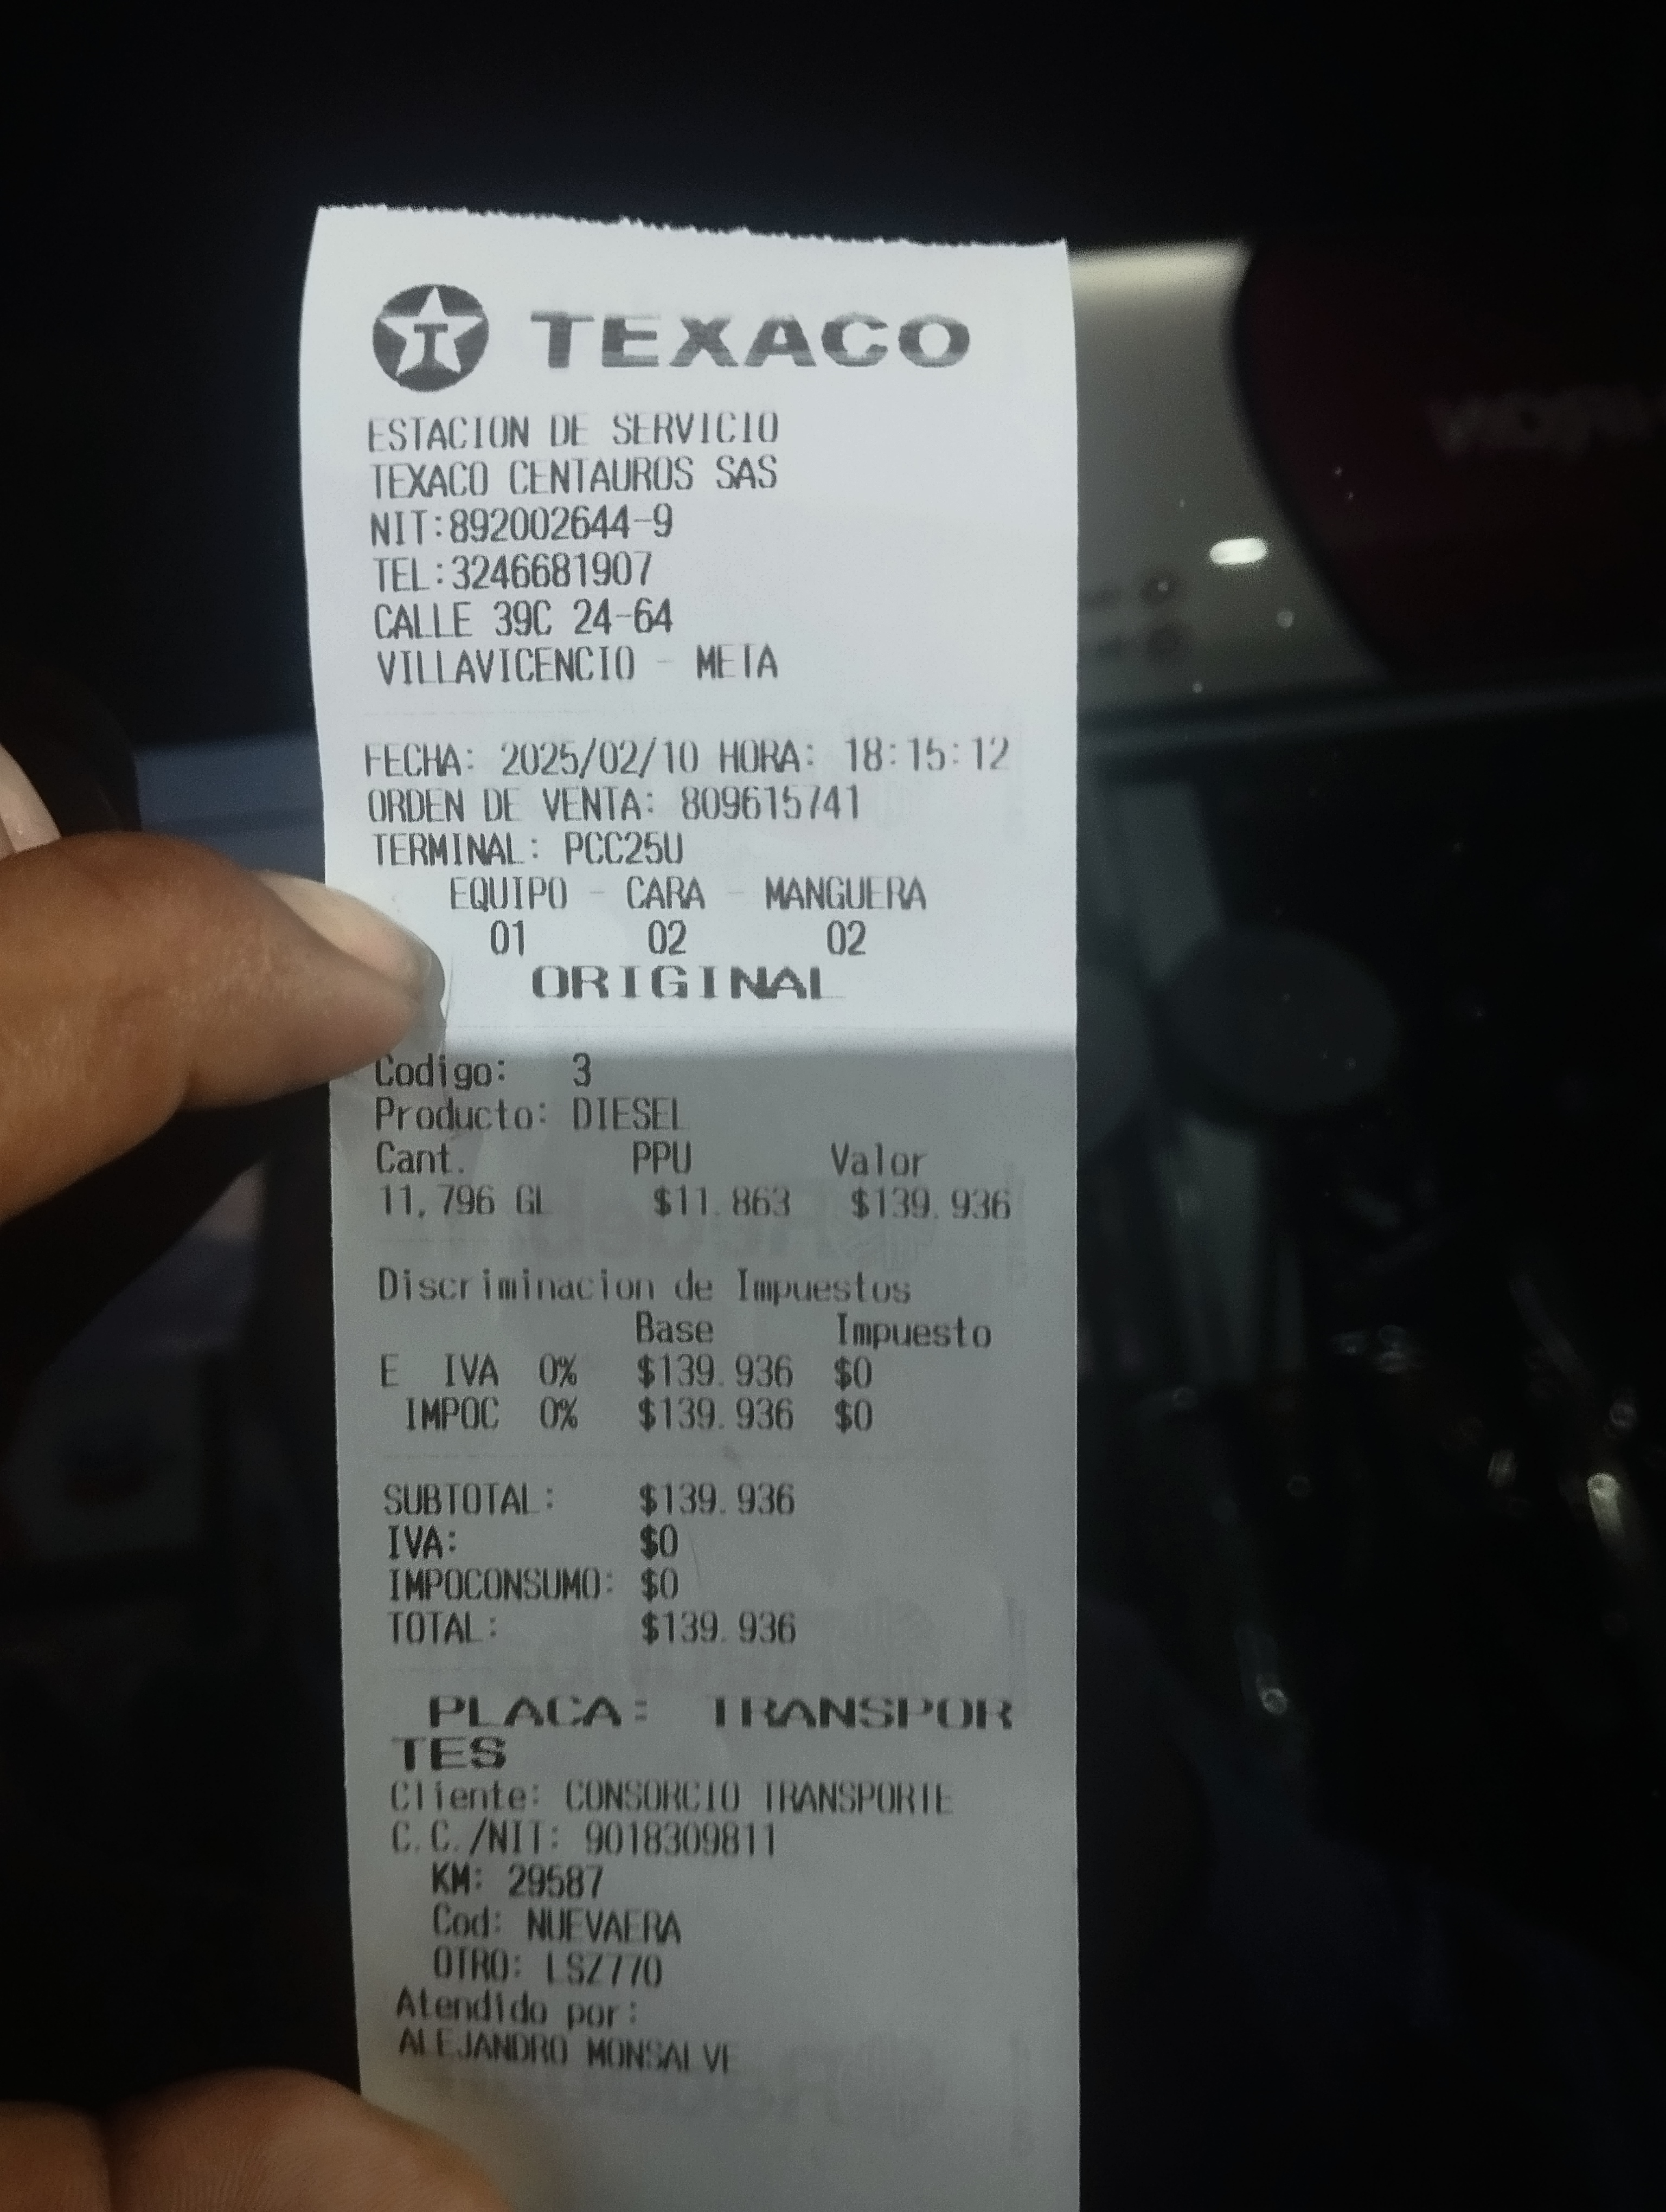 TEXACO
ESTACION DE SERVICIO
TEXACO CENTAUROS SAS
NIT:892002644-9
TEL:3246681907
CALLE 39C 24-64
VILLAVICENCIO - META
FECHA: 2025/02/10 HORA: 18:15:12
ORDEN DE VENTA: 809615741
TERMINAL: PCC25U
EQUIPO - CARA - MANGUERA
01 02 02
ORIGINAL
Codigo: 3
Producto: DIESEL
Cant. PPU Valor
11,796 GL $11.863 $139.936
Discriminacion de Impuestos
Base Impuesto
E IVA 0% $139.936 $0
IMPOC 0% $139.936 $0
SUBTOTAL: $139.936
IVA: $0
IMPOCONSUMO: $0
TOTAL: $139.936
PLACA: TRANSPOR
TES
Cliente: CONSORCIO TRANSPORTE
C.C./NIT: 9018309811
KM: 29587
Cod: NUEVAERA
OTRO: LSZ770
Atendido por:
ALEJANDRO MONSALVE